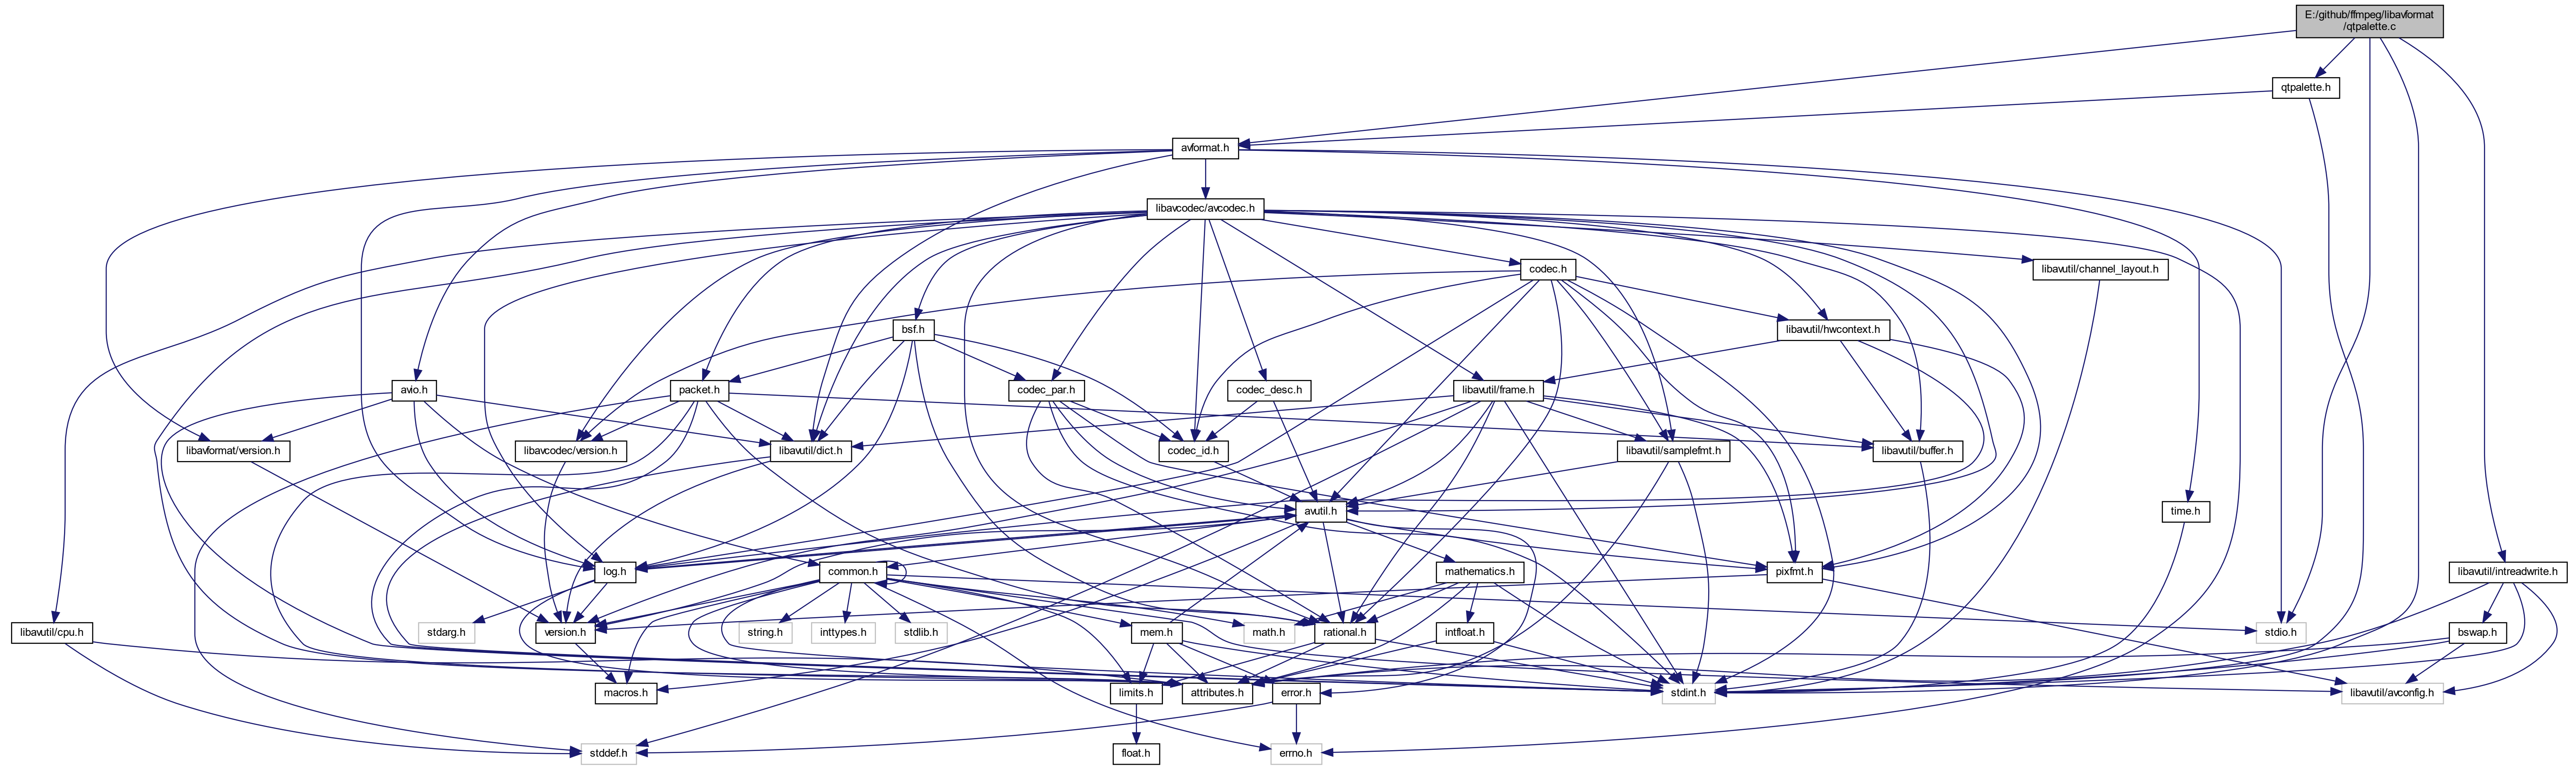 E:/github/ffmpeg/libavformat
/qtpalette.c
qtpalette.h
avformat.h
libavcodec/avcodec.h
codec.h
libavutil/channel_layout.h
bsf.h
libavutil/hwcontext.h
avio.h
packet.h
codec_par.h
codec_desc.h
libavutil/frame.h
libavformat/version.h
libavcodec/version.h
libavutil/dict.h
codec_id.h
libavutil/samplefmt.h
libavutil/buffer.h
avutil.h
time.h
log.h
common.h
mathematics.h
pixfmt.h
libavutil/intreadwrite.h
libavutil/cpu.h
stdarg.h
version.h
string.h
inttypes.h
stdlib.h
mem.h
math.h
rational.h
intfloat.h
stdio.h
bswap.h
macros.h
limits.h
attributes.h
error.h
stdint.h
libavutil/avconfig.h
stddef.h
float.h
errno.h